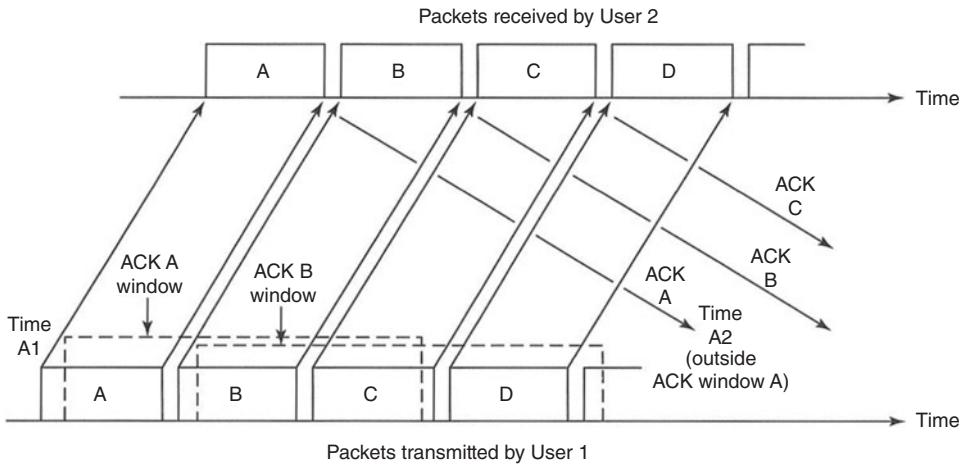 Packets received by User 2
A
B
C
D
Time
ACK
C
ACK
B
ACK
A
ACK A
window
ACK B
window
Time
A1
Time
A2
(outside
ACK window A)
A
B
C
D
Time
Packets transmitted by User 1